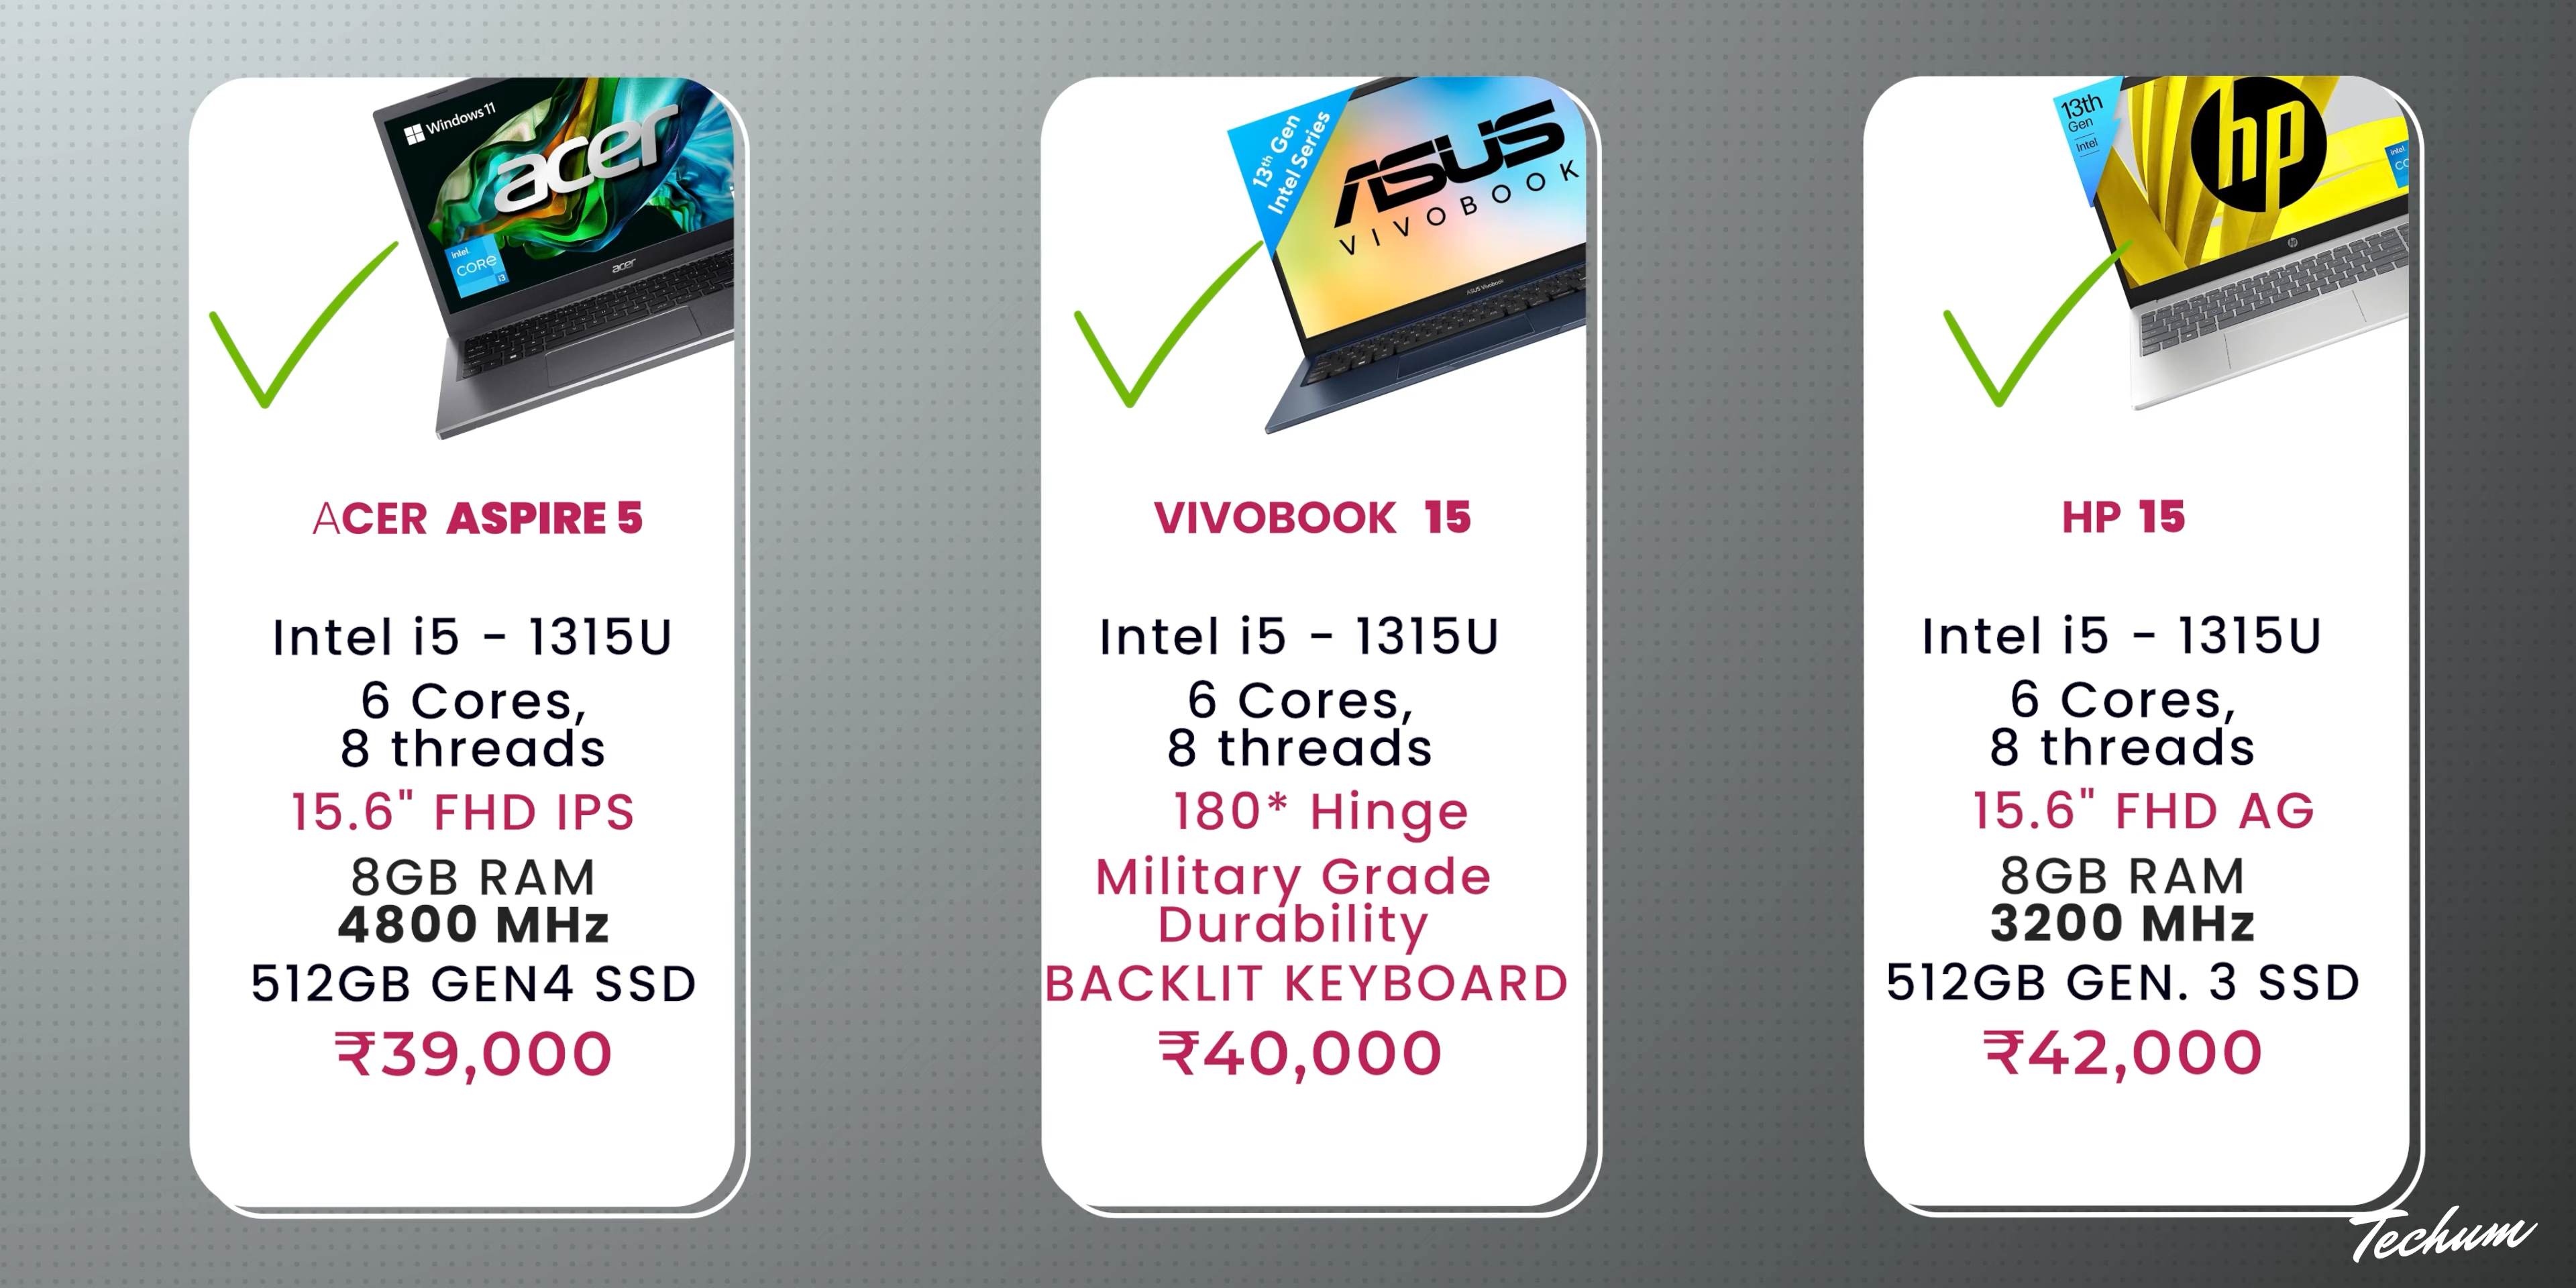 Windows 11
acer
intel
CORE
i3
acer
ACER ASPIRE 5
Intel i5 - 1315U
6 Cores,
8 threads
15.6" FHD IPS
8GB RAM
4800 MHz
512GB GEN4 SSD
₹39,000
13th Gen
Intel Series
ASUS
VIVOBOOK
ASUS Vivobook
VIVOBOOK 15
Intel i5 - 1315U
6 Cores,
8 threads
180* Hinge
Military Grade
Durability
BACKLIT KEYBOARD
₹40,000
13th
Gen
Intel
hp
intel
hp
HP 15
Intel i5 - 1315U
6 Cores,
8 threads
15.6" FHD AG
8GB RAM
3200 MHz
512GB GEN. 3 SSD
₹42,000
Techum